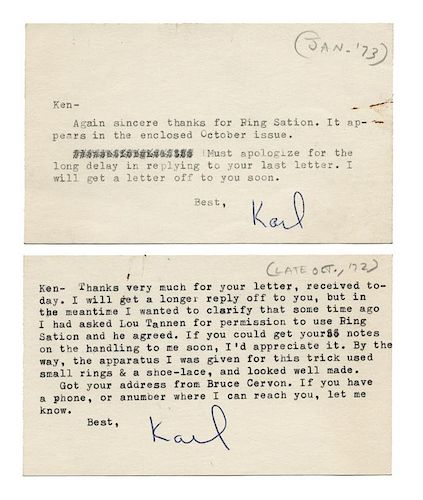 (JAN-'73)
Ken-
Again sincere thanks for Ring Sation. It ap-
pears in the enclosed October issue.
Must apologize for the
long delay in replying to your last letter. I
will get a letter off to you soon.
Best,
Karl
(LATE OCT., '72)
Ken- Thanks very much for your letter, received to-
day. I will get a longer reply off to you, but in
the meantime I wanted to clarify that some time ago
I had asked Lou Tannen for permission to use Ring
Sation and he agreed. If you could get your notes
on the handling to me soon, I'd appreciate it. By the
way, the apparatus I was given for this trick used
small rings & a shoe-lace, and looked well made.
Got your address from Bruce Cervon. If you have
a phone, or anumber where I can reach you, let me
know.
Best,
Karl